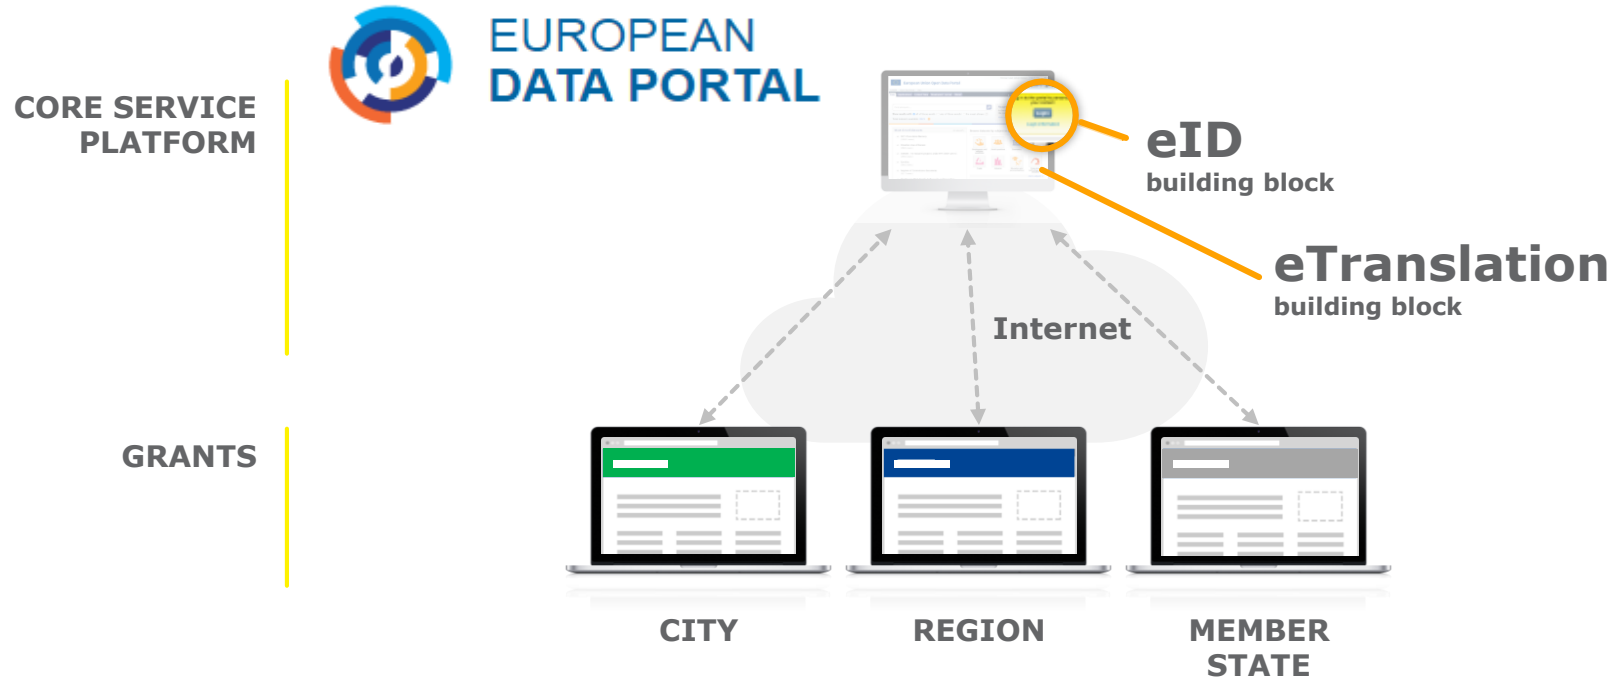 EUROPEAN
DATA PORTAL
CORE SERVICE
PLATFORM
eID
building block
eTranslation
building block
Internet
GRANTS
CITY
REGION
MEMBER
STATE